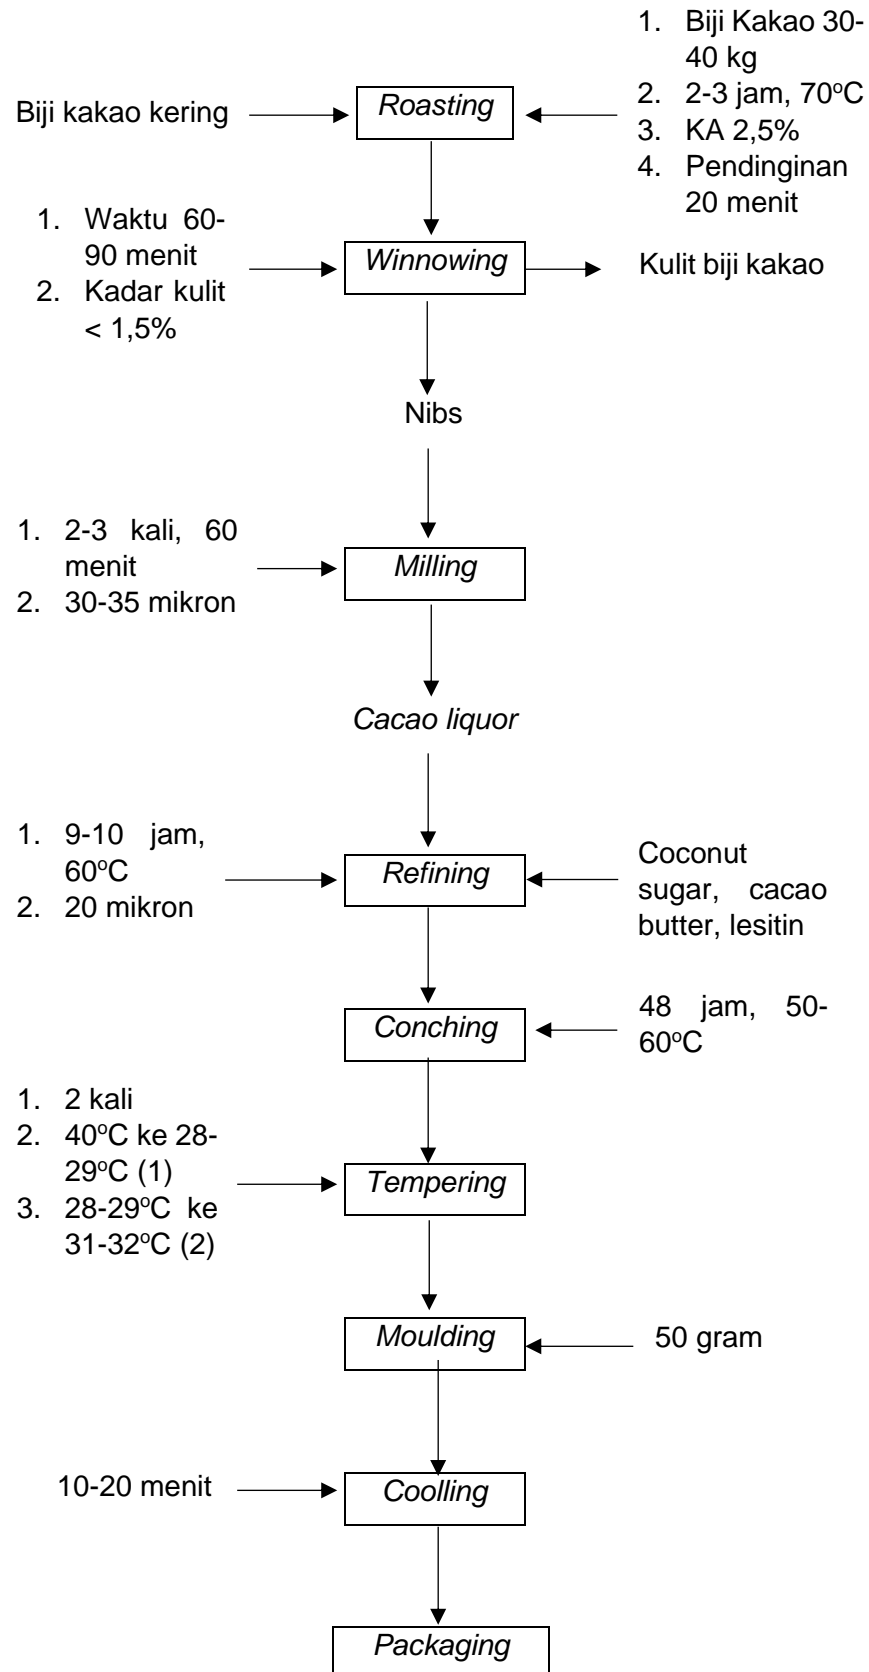 1. Biji Kakao 30-
40 kg
2. 2-3 jam, 70°C
3. KA 2,5%
4. Pendinginan
20 menit
Biji kakao kering
Roasting
1. Waktu 60-
90 menit
2. Kadar kulit
< 1,5%
Winnowing
Kulit biji kakao
Nibs
1. 2-3 kali, 60
menit
2. 30-35 mikron
Milling
Cacao liquor
1. 9-10 jam,
60°C
2. 20 mikron
Refining
Coconut
sugar, cacao
butter, lesitin
Conching
48 jam, 50-
60°C
1. 2 kali
2. 40°C ke 28-
29°C (1)
3. 28-29°C ke
31-32°C (2)
Tempering
Moulding
50 gram
10-20 menit
Coolling
Packaging